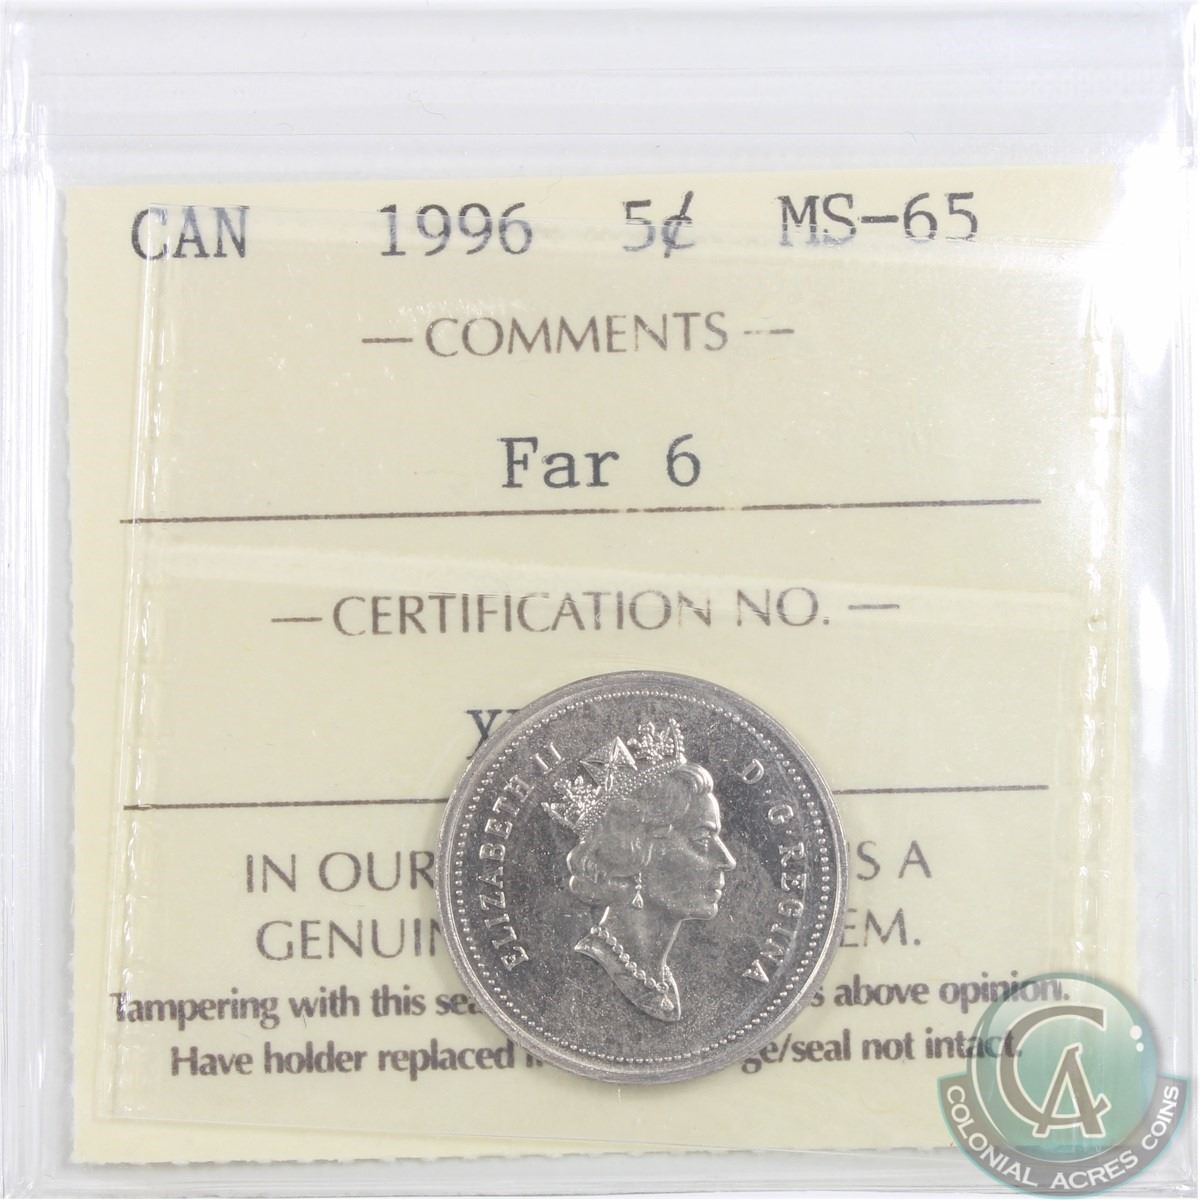 CAN 1996 5¢ MS-65
— COMMENTS —
Far 6
— CERTIFICATION NO. —
ELIZABETH II D·G·REGINA
IN OUR S A
GENUIN EM.
Tampering with this sea s above opinion.
Have holder replaced ge/seal not intact.
CA
COLONIAL ACRES COINS